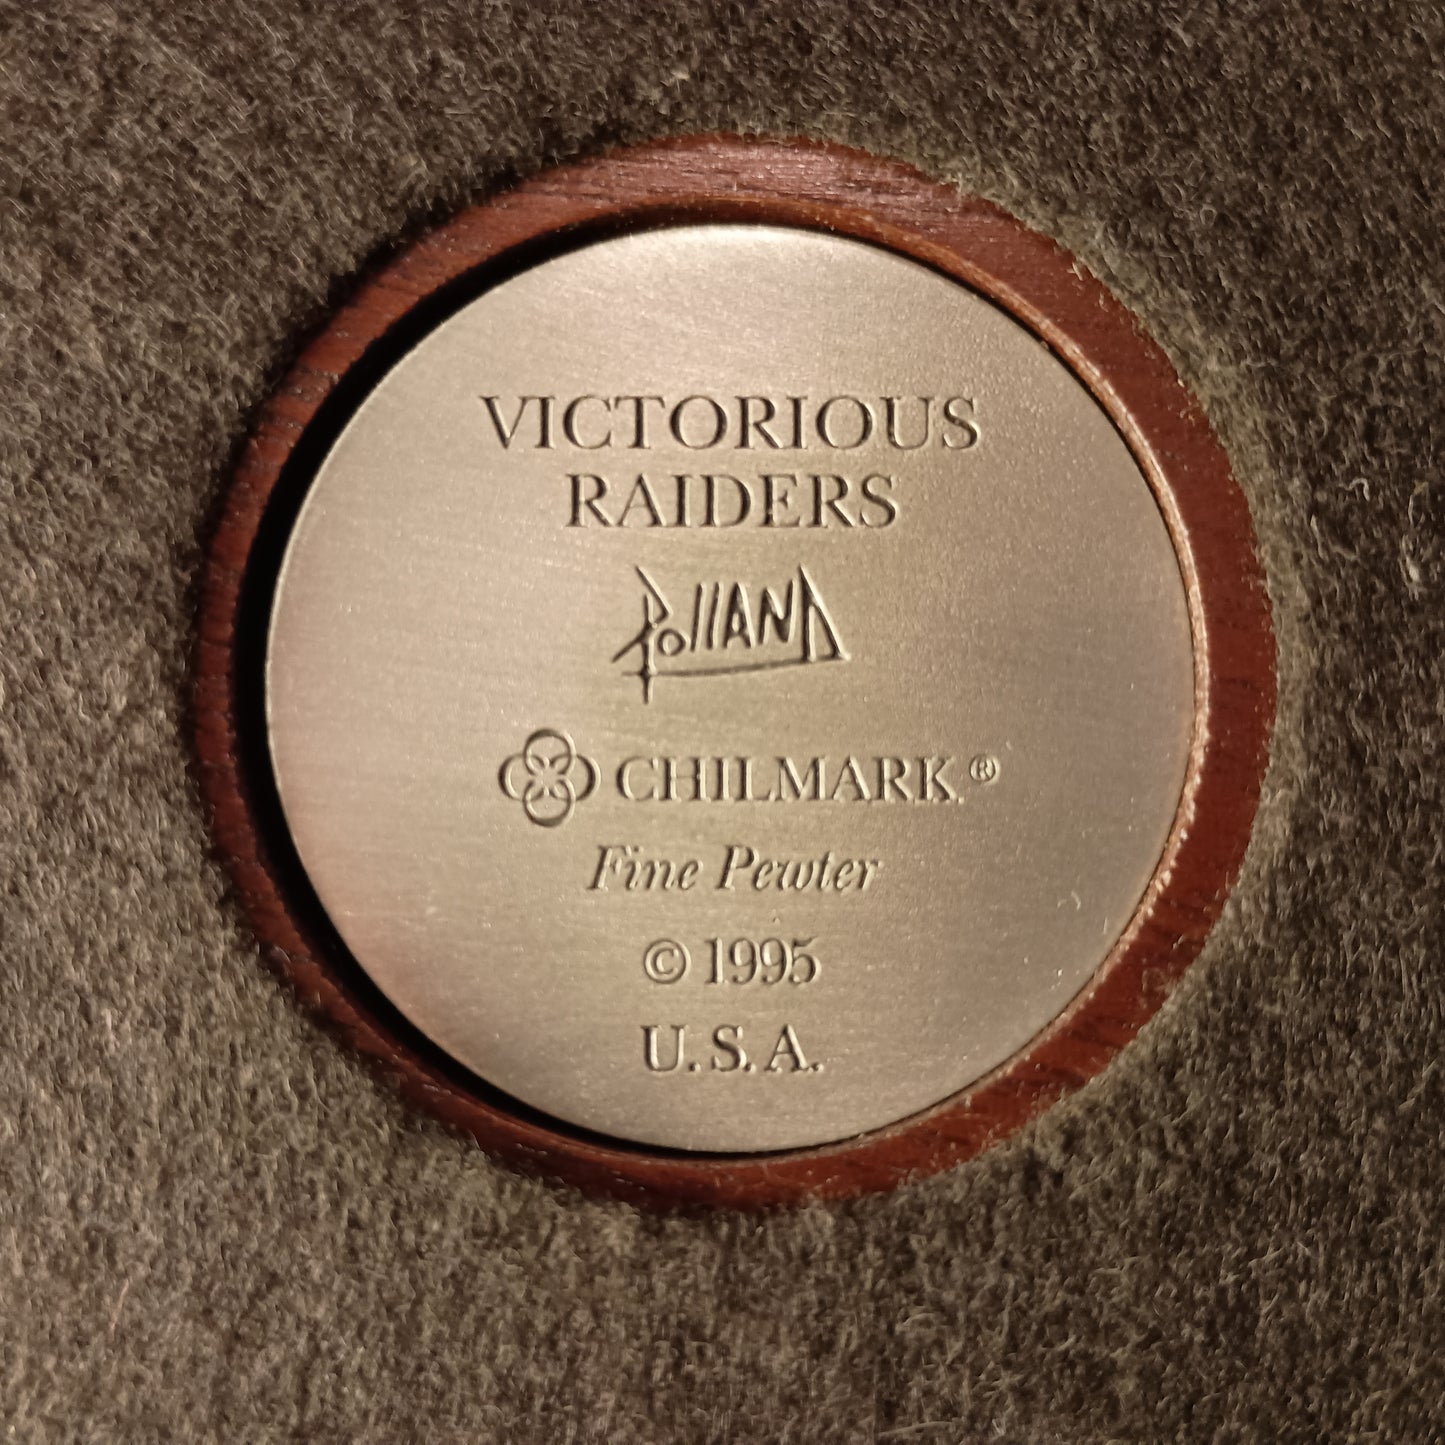 VICTORIOUS
RAIDERS
Polland
CHILMARK®
Fine Pewter
© 1995
U.S.A.